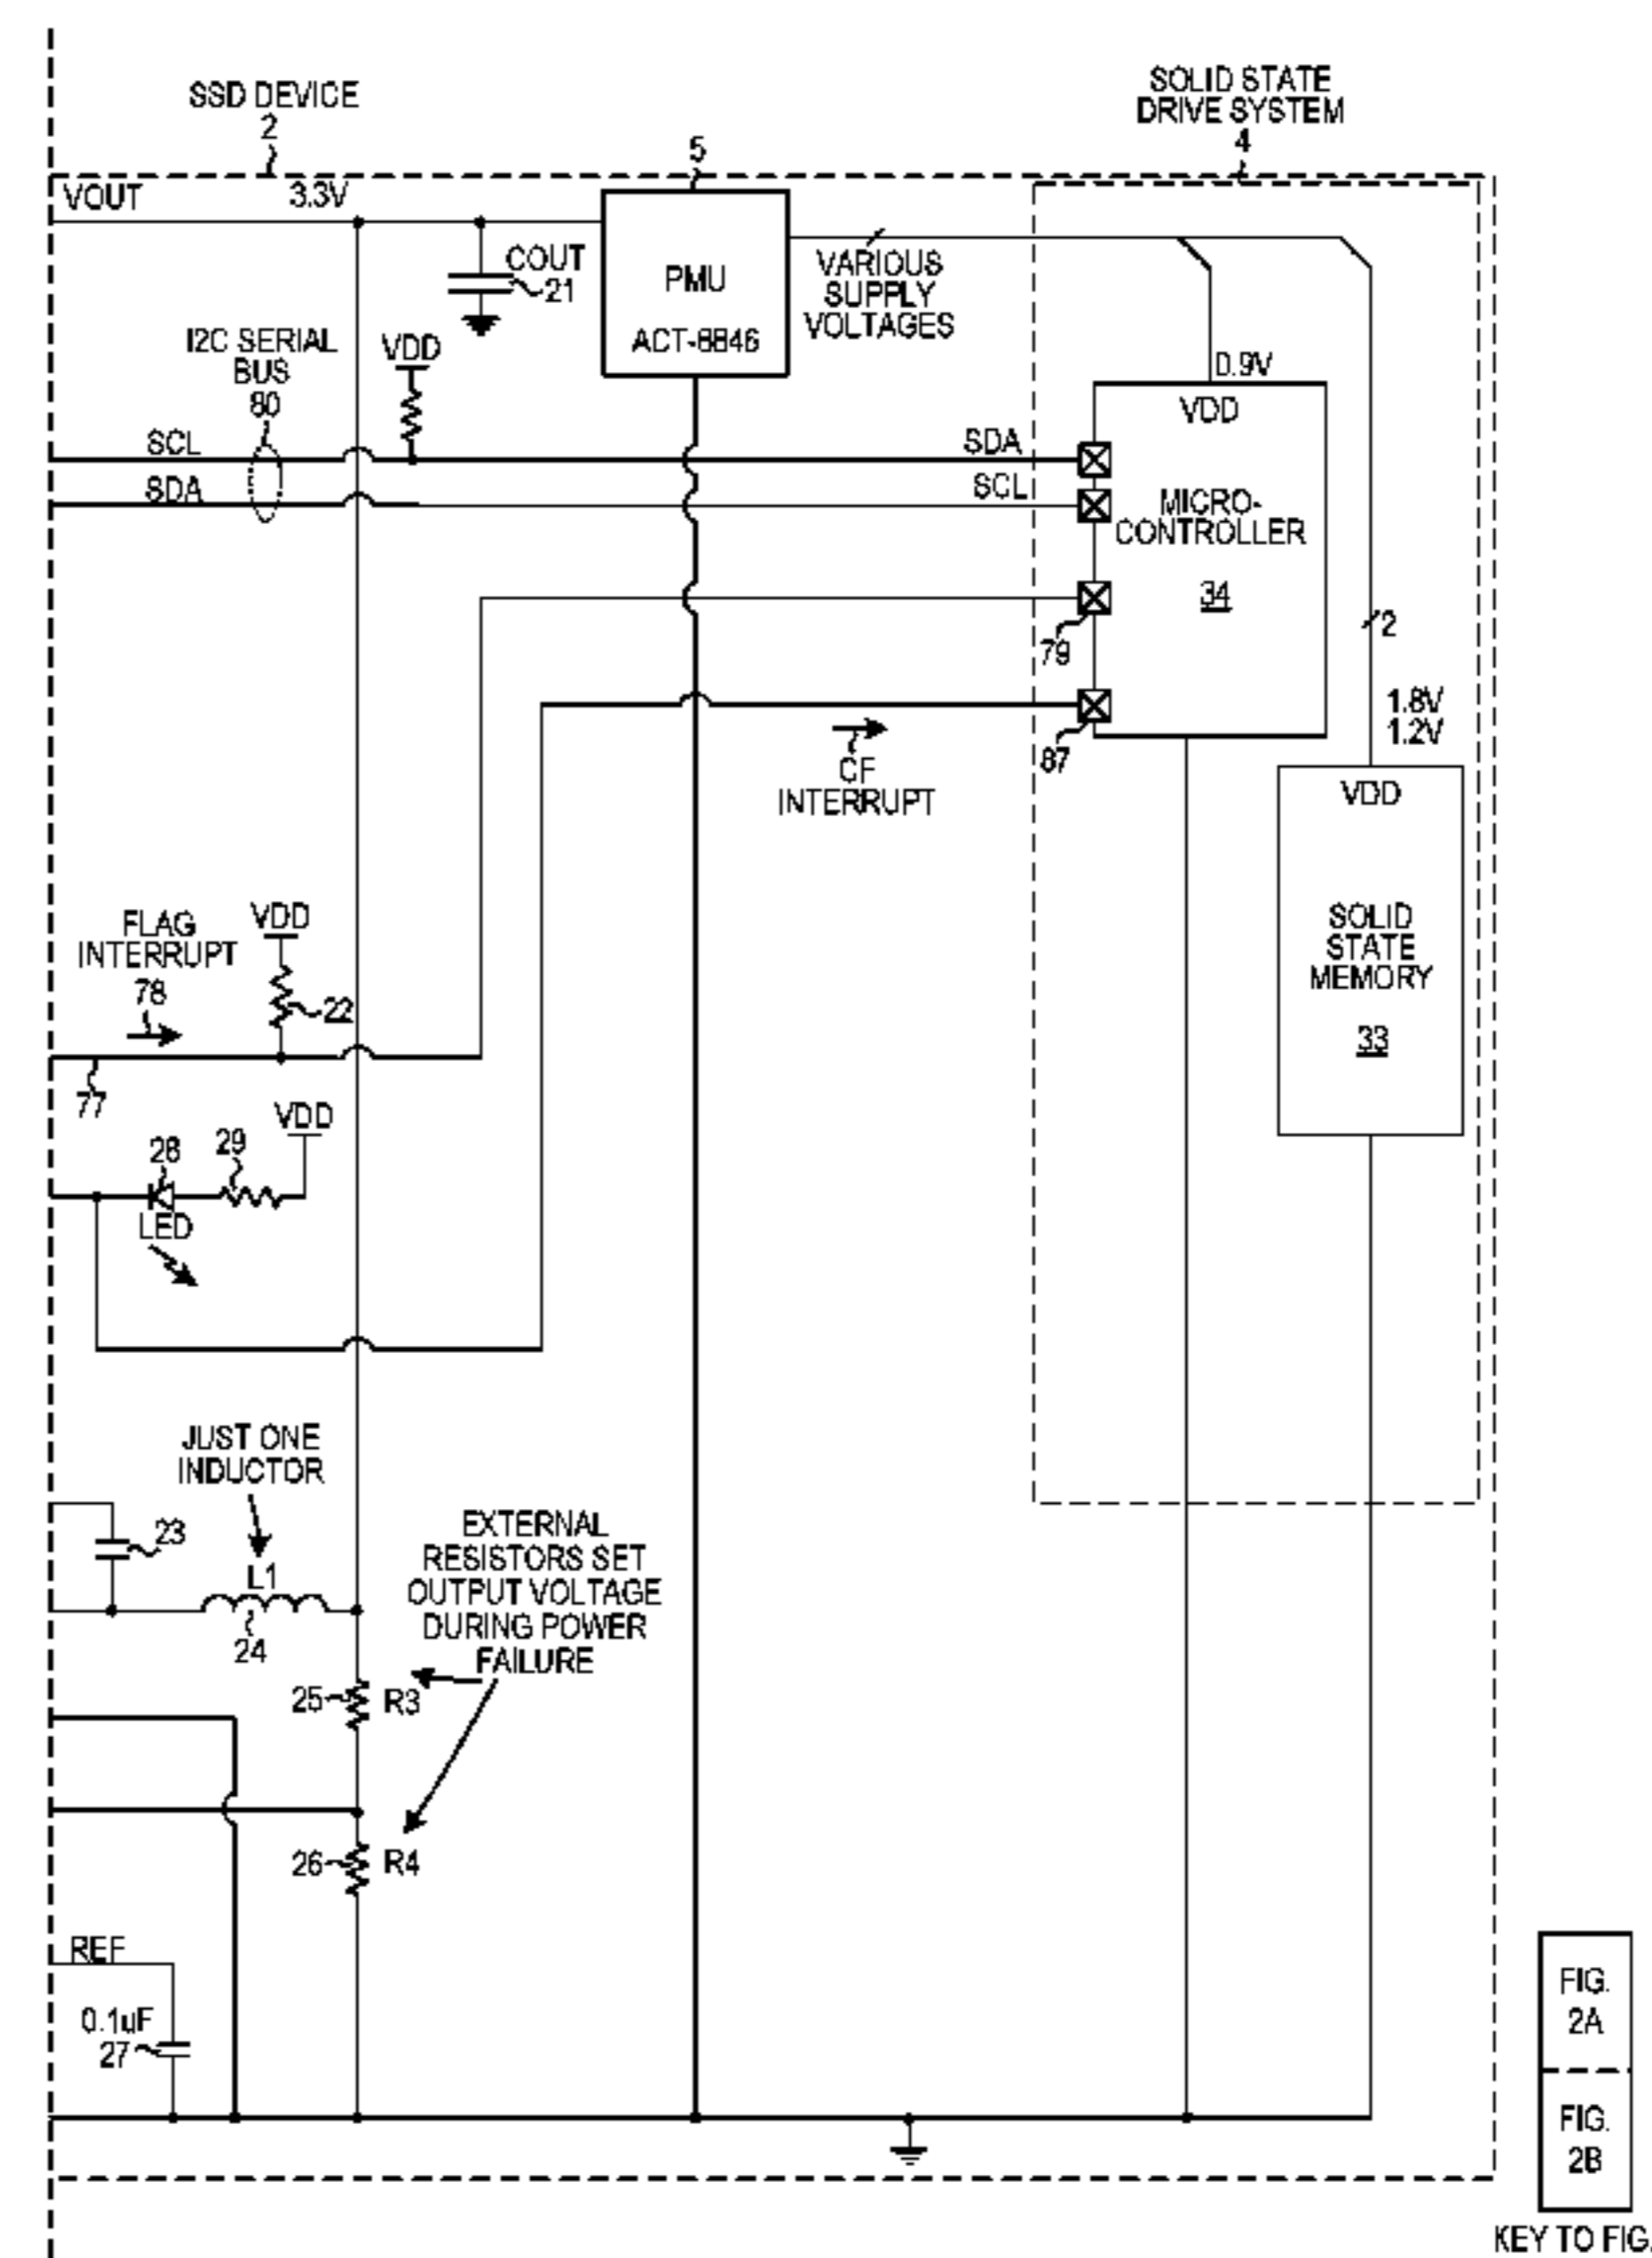 SSD DEVICE
2
SOLID STATE
DRIVE SYSTEM
4
5
VOUT
3.3V
COUT
21
PMU
ACT-8846
VARIOUS
SUPPLY
VOLTAGES
I2C SERIAL
BUS
80
VDD
0.9V
VDD
SCL
SDA
SDA
SCL
MICRO-
CONTROLLER
34
79
2
87
1.8V
1.2V
CF
INTERRUPT
VDD
SOLID
STATE
MEMORY
33
FLAG
INTERRUPT
78
VDD
22
77
VDD
28
29
LED
JUST ONE
INDUCTOR
23
L1
24
EXTERNAL
RESISTORS SET
OUTPUT VOLTAGE
DURING POWER
FAILURE
25
R3
26
R4
REF
0.1uF
27
FIG.
2A
FIG.
2B
KEY TO FIG.